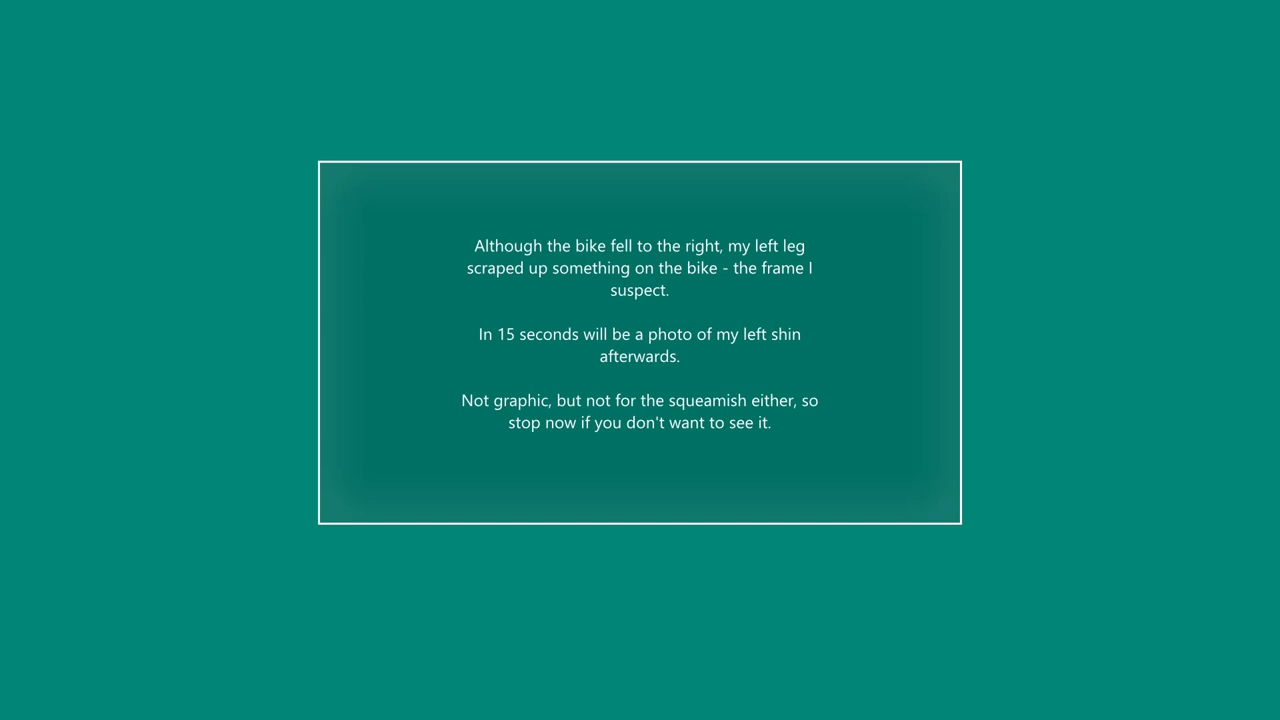 Although the bike fell to the right, my left leg
scraped up something on the bike - the frame I
suspect.
In 15 seconds will be a photo of my left shin
afterwards.
Not graphic, but not for the squeamish either, so
stop now if you don't want to see it.